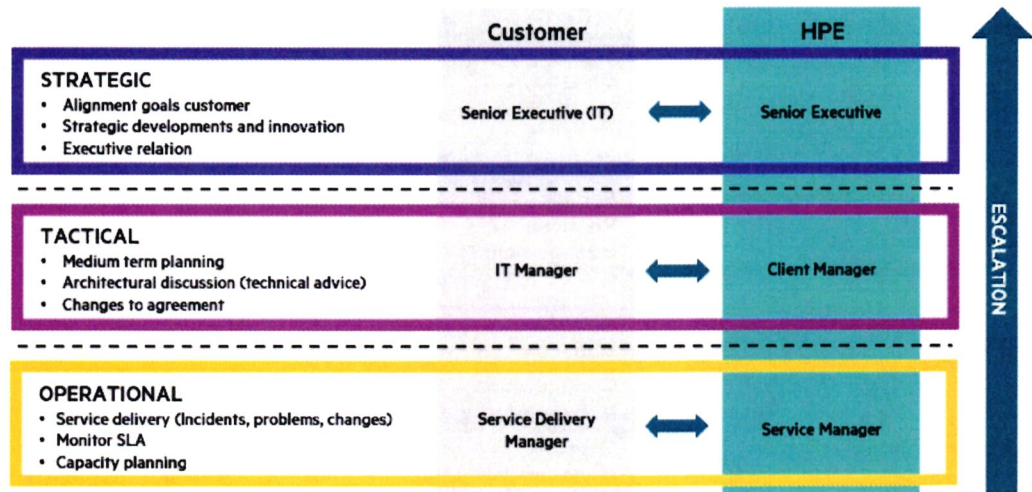 Customer
HPE
STRATEGIC
• Alignment goals customer
• Strategic developments and innovation
• Executive relation
Senior Executive (IT)
Senior Executive
TACTICAL
• Medium term planning
• Architectural discussion (technical advice)
• Changes to agreement
IT Manager
Client Manager
OPERATIONAL
• Service delivery (Incidents, problems, changes)
• Monitor SLA
• Capacity planning
Service Delivery
Manager
Service Manager
ESCALATION